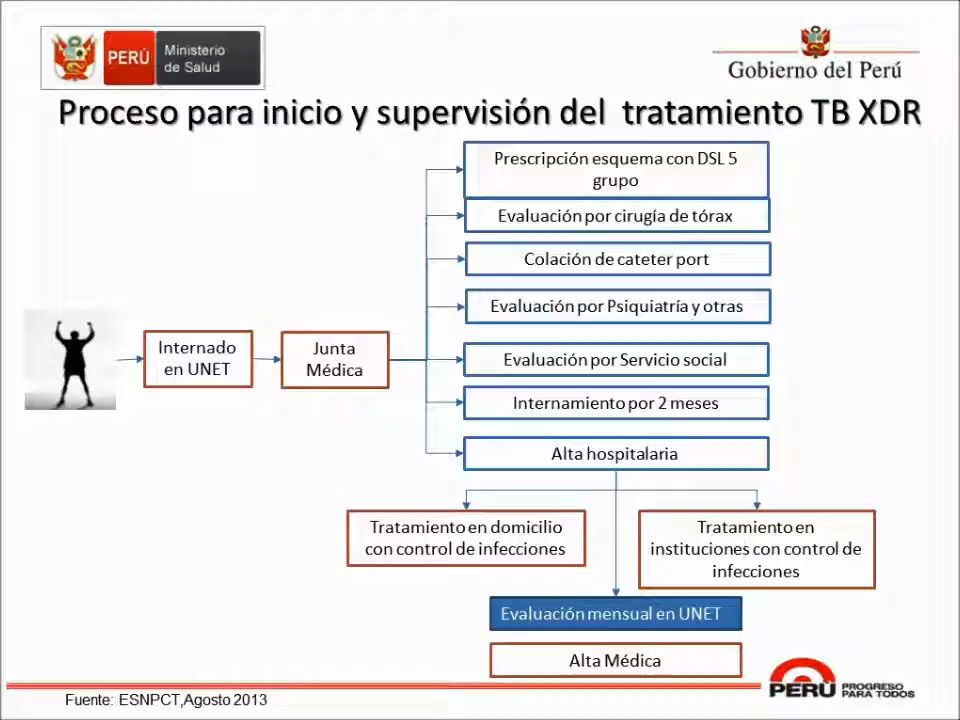 PERÚ
Ministerio
de Salud
Gobierno del Perú
Proceso para inicio y supervisión del tratamiento TB XDR
Prescripción esquema con DSL 5
grupo
Evaluación por cirugía de tórax
Colación de cateter port
Evaluación por Psiquiatría y otras
Internado
en UNET
Junta
Médica
Evaluación por Servicio social
Internamiento por 2 meses
Alta hospitalaria
Tratamiento en domicilio
con control de infecciones
Tratamiento en
instituciones con control de
infecciones
Evaluación mensual en UNET
Alta Médica
Fuente: ESNPCT,Agosto 2013
PERÚ
PROGRESO
PARA TODOS